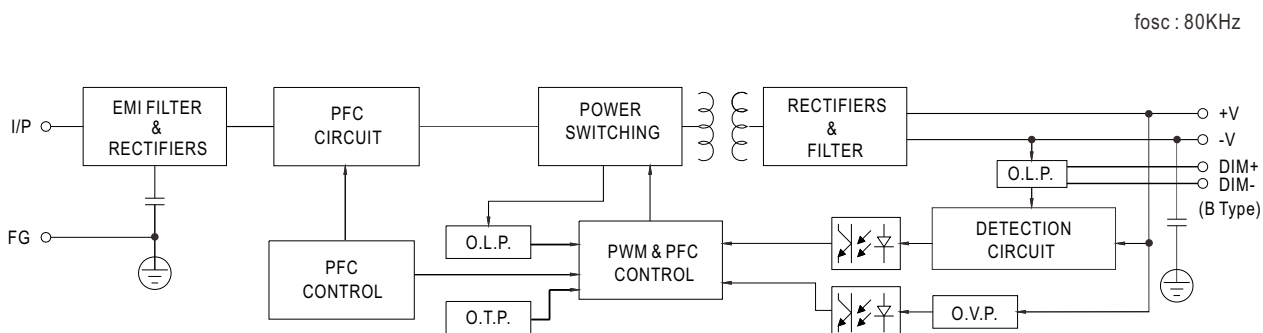 fosc : 80KHz
I/P
EMI FILTER
&
RECTIFIERS
PFC
CIRCUIT
POWER
SWITCHING
RECTIFIERS
&
FILTER
+V
-V
DIM+
DIM-
(B Type)
O.L.P.
FG
PFC
CONTROL
O.L.P.
O.T.P.
PWM & PFC
CONTROL
DETECTION
CIRCUIT
O.V.P.